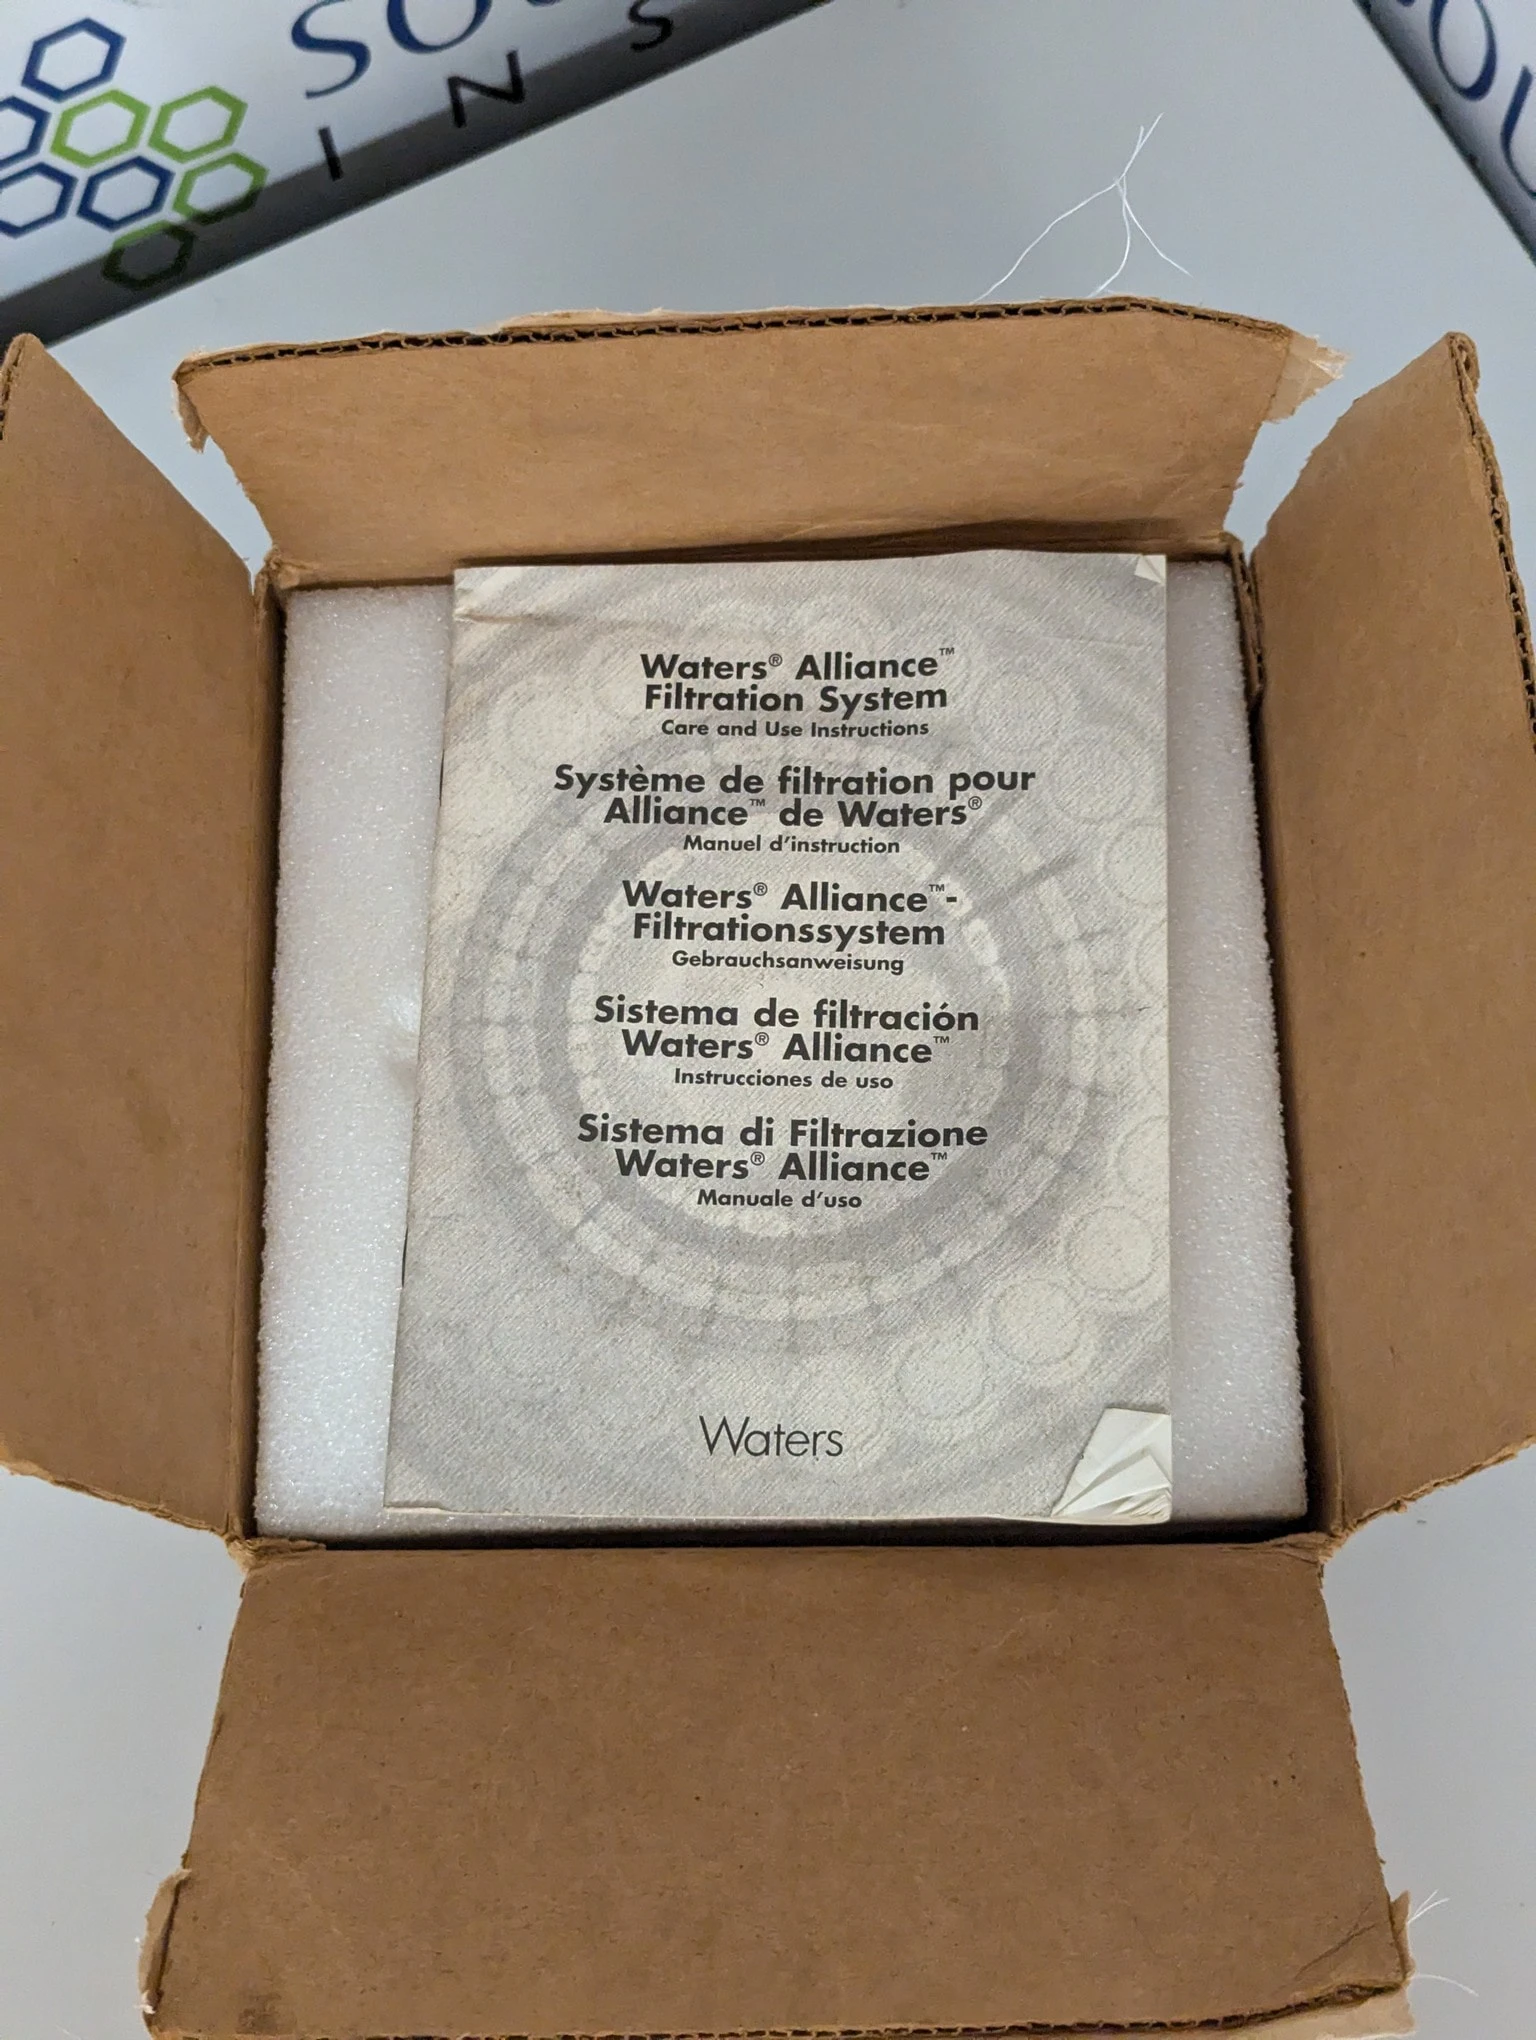 INS
Waters® Alliance™
Filtration System
Care and Use Instructions
Système de filtration pour
Alliance™ de Waters®
Manuel d'instruction
Waters® Alliance™-
Filtrationssystem
Gebrauchsanweisung
Sistema de filtración
Waters® Alliance™
Instrucciones de uso
Sistema di Filtrazione
Waters® Alliance™
Manuale d'uso
Waters